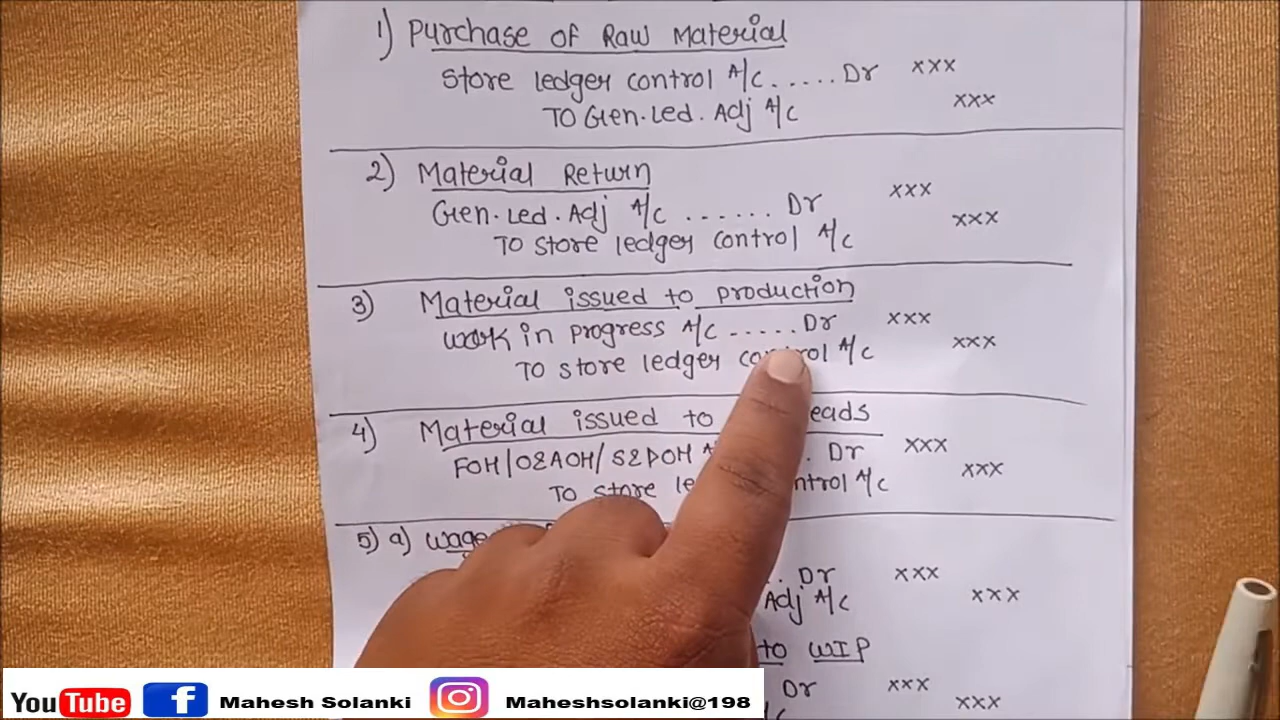 1) Purchase of Raw Material
Store ledger control A/c ...... Dr xxx
TO Gen. Led. Adj A/c xxx
2) Material Return
Gen. Led. Adj A/c ...... Dr xxx
TO store ledger control A/c xxx
3) Material issued to production
work in progress A/c ..... Dr xxx
TO store ledger control A/c xxx
4) Material issued to
FOH/O&AOH/S&DOH . Dr xxx
TO store A/c xxx
5) a)
.. Dr xxx
Adj A/c xxx
to WIP
Dr xxx
xxx
YouTube Mahesh Solanki Maheshsolanki@198